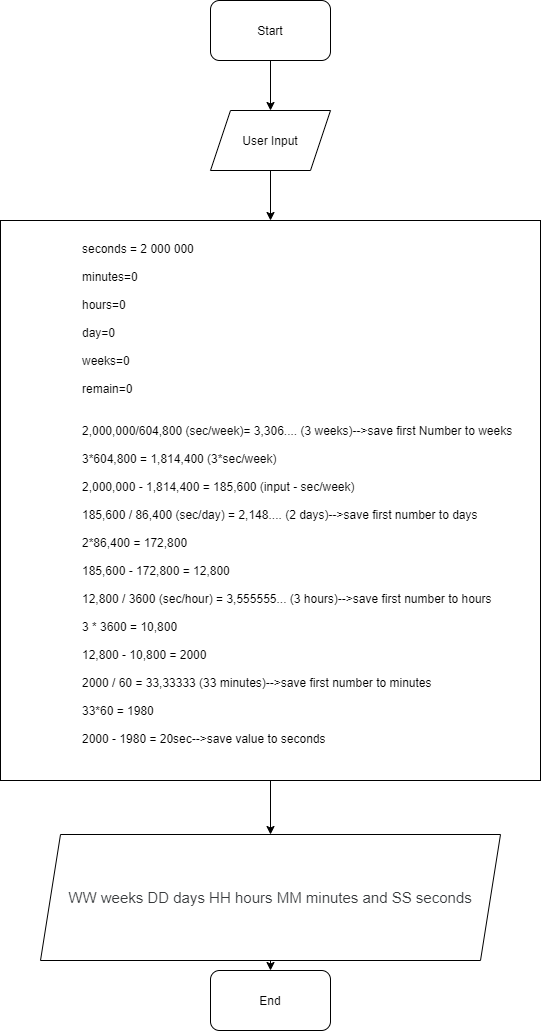 Start
User Input
seconds = 2 000 000
minutes=0
hours=0
day=0
weeks=0
remain=0
2,000,000/604,800 (sec/week)= 3,306.... (3 weeks)-->save first Number to weeks
3*604,800 = 1,814,400 (3*sec/week)
2,000,000 - 1,814,400 = 185,600 (input - sec/week)
185,600 / 86,400 (sec/day) = 2,148.... (2 days)-->save first number to days
2*86,400 = 172,800
185,600 - 172,800 = 12,800
12,800 / 3600 (sec/hour) = 3,555555... (3 hours)-->save first number to hours
3 * 3600 = 10,800
12,800 - 10,800 = 2000
2000 / 60 = 33,33333 (33 minutes)-->save first number to minutes
33*60 = 1980
2000 - 1980 = 20sec-->save value to seconds
WW weeks DD days HH hours MM minutes and SS seconds
End